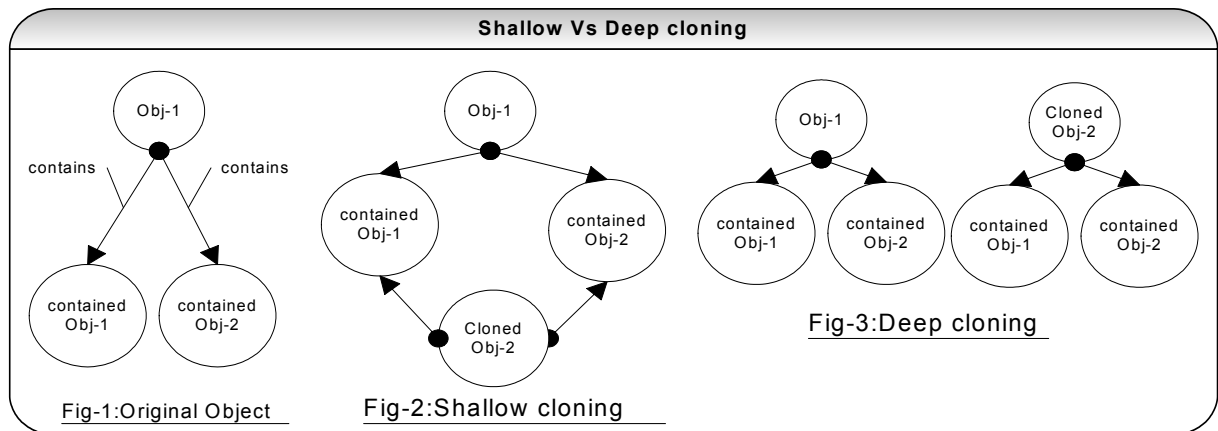 Shallow Vs Deep cloning
Obj-1
contains
contains
contained
Obj-1
contained
Obj-2
Fig-1:Original Object
Obj-1
contained
Obj-1
contained
Obj-2
Cloned
Obj-2
Fig-2:Shallow cloning
Obj-1
contained
Obj-1
contained
Obj-2
Cloned
Obj-2
contained
Obj-1
contained
Obj-2
Fig-3:Deep cloning